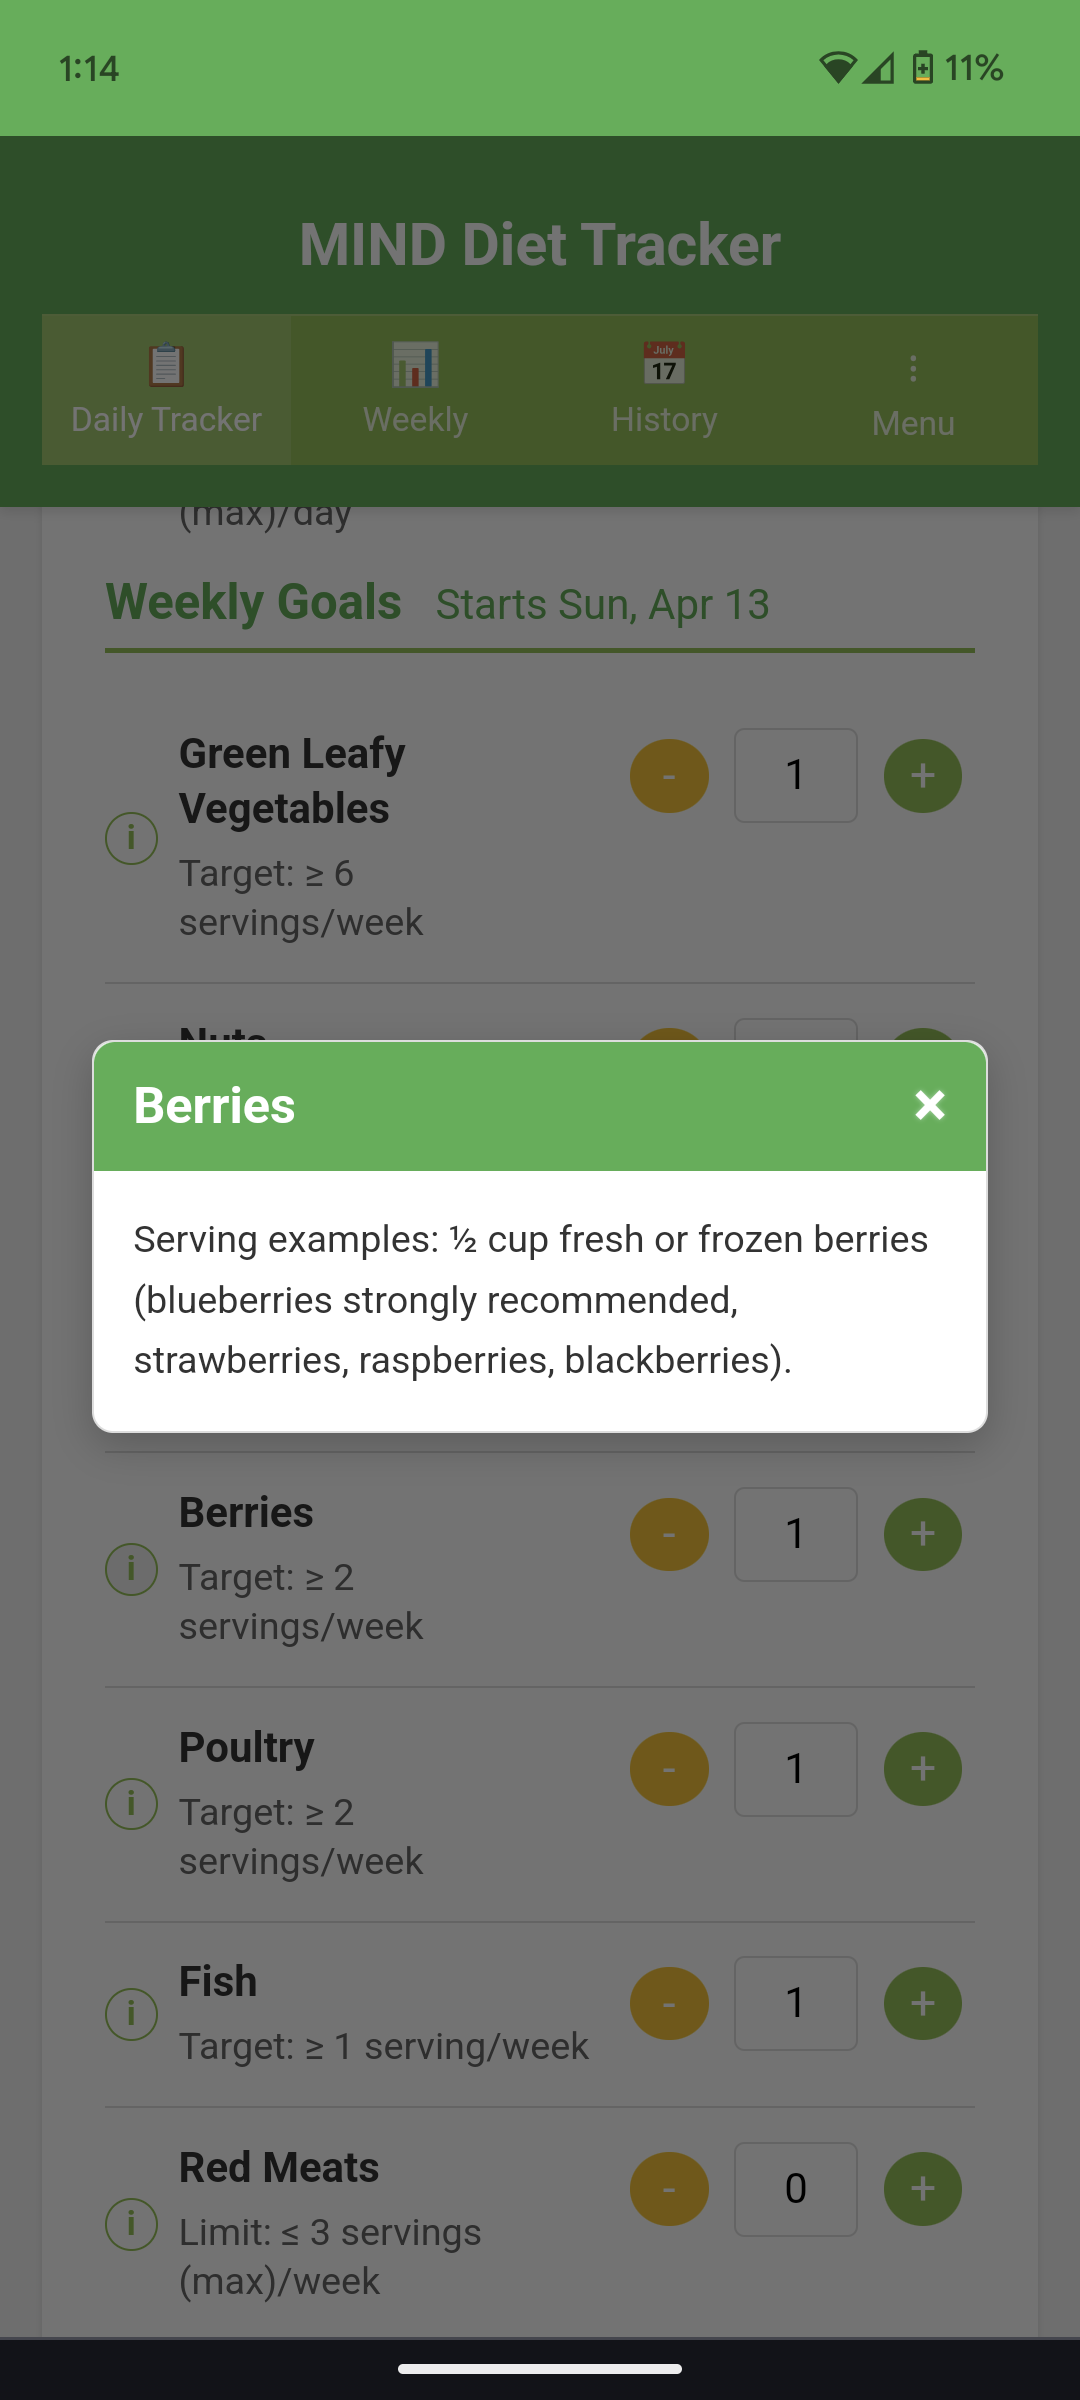 1:14
11%
MIND Diet Tracker
July
17
Daily Tracker
Weekly
History
Menu
(max)/day
Weekly Goals Starts Sun, Apr 13
Green Leafy
Vegetables
- 1 +
i
Target: ≥ 6
servings/week
Nuts
Berries ×
Serving examples: ½ cup fresh or frozen berries
(blueberries strongly recommended,
strawberries, raspberries, blackberries).
Berries
- 1 +
i
Target: ≥ 2
servings/week
Poultry
- 1 +
i
Target: ≥ 2
servings/week
Fish
- 1 +
i
Target: ≥ 1 serving/week
Red Meats
- 0 +
i
Limit: ≤ 3 servings
(max)/week